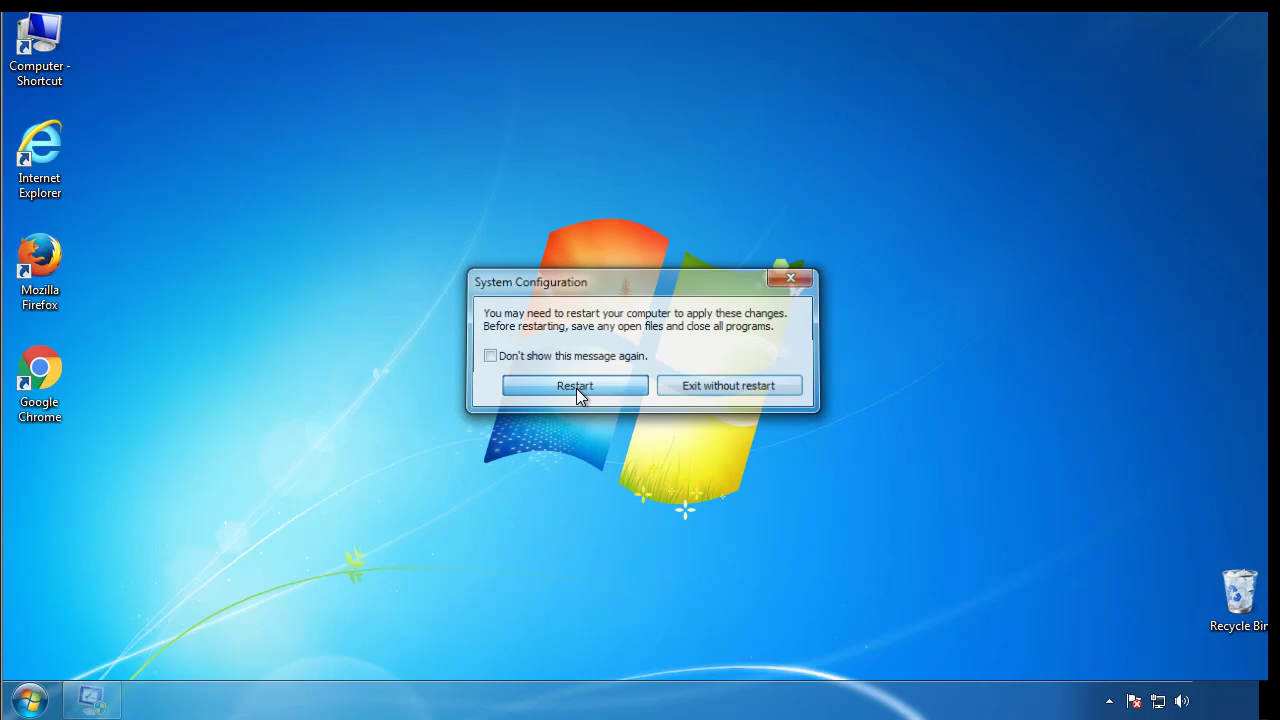 Computer -
Shortcut
Internet
Explorer
Mozilla
Firefox
Google
Chrome
System Configuration
You may need to restart your computer to apply these changes.
Before restarting, save any open files and close all programs.
Don't show this message again.
Restart
Exit without restart
Recycle Bin